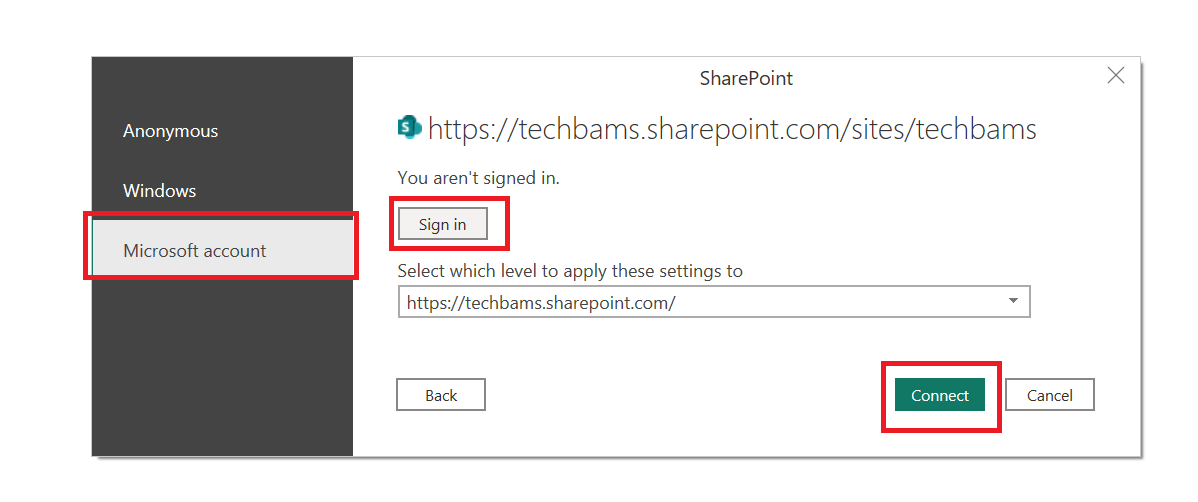 SharePoint
Anonymous
Windows
Microsoft account
S https://techbams.sharepoint.com/sites/techbams
You aren't signed in.
Sign in
Select which level to apply these settings to
https://techbams.sharepoint.com/
Back
Connect
Cancel